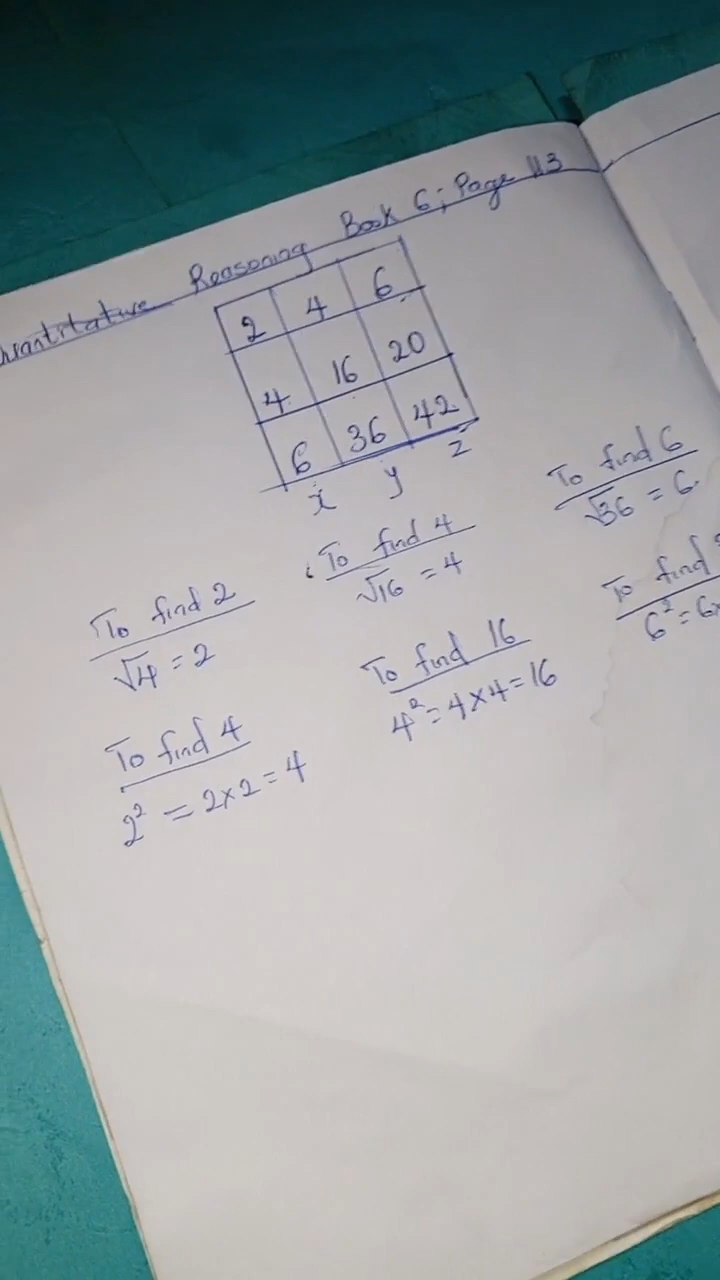 Quantitative Reasoning Book 6; Page 113
2 4 6
4 16 20
6 36 42
x y z
To find 2
√4 = 2
To find 4
√16 = 4
To find 6
√36 = 6
To find 4
2² = 2×2 = 4
To find 16
4² = 4×4 = 16
To find
6² = 6